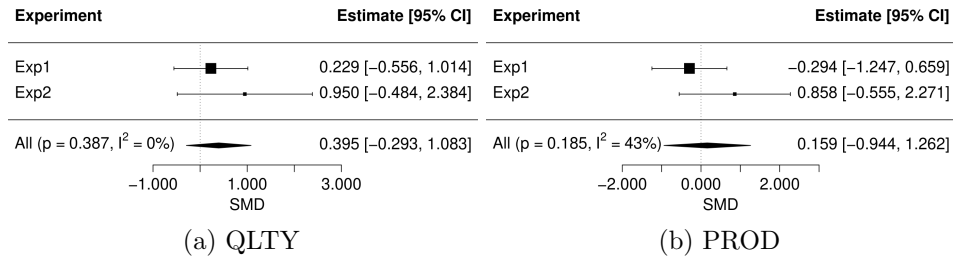 Experiment Estimate [95% CI]
Exp1 0.229 [−0.556, 1.014]
Exp2 0.950 [−0.484, 2.384]
All (p = 0.387, I² = 0%) 0.395 [−0.293, 1.083]
−1.000 1.000 3.000
SMD
(a) QLTY
Experiment Estimate [95% CI]
Exp1 −0.294 [−1.247, 0.659]
Exp2 0.858 [−0.555, 2.271]
All (p = 0.185, I² = 43%) 0.159 [−0.944, 1.262]
−2.000 0.000 2.000
SMD
(b) PROD